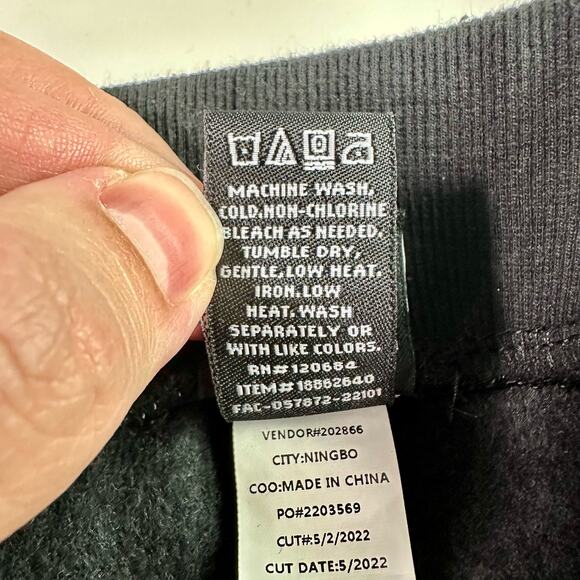 MACHINE WASH,
COLD.NON-CHLORINE
BLEACH AS NEEDED.
TUMBLE DRY,
GENTLE.LOW HEAT.
IRON.LOW
HEAT.WASH
SEPARATELY OR
WITH LIKE COLORS.
RN#120684
ITEM#18862640
FAC-057872-22101
VENDOR#202866
CITY:NINGBO
COO:MADE IN CHINA
PO#2203569
CUT#:5/2/2022
CUT DATE:5/2022